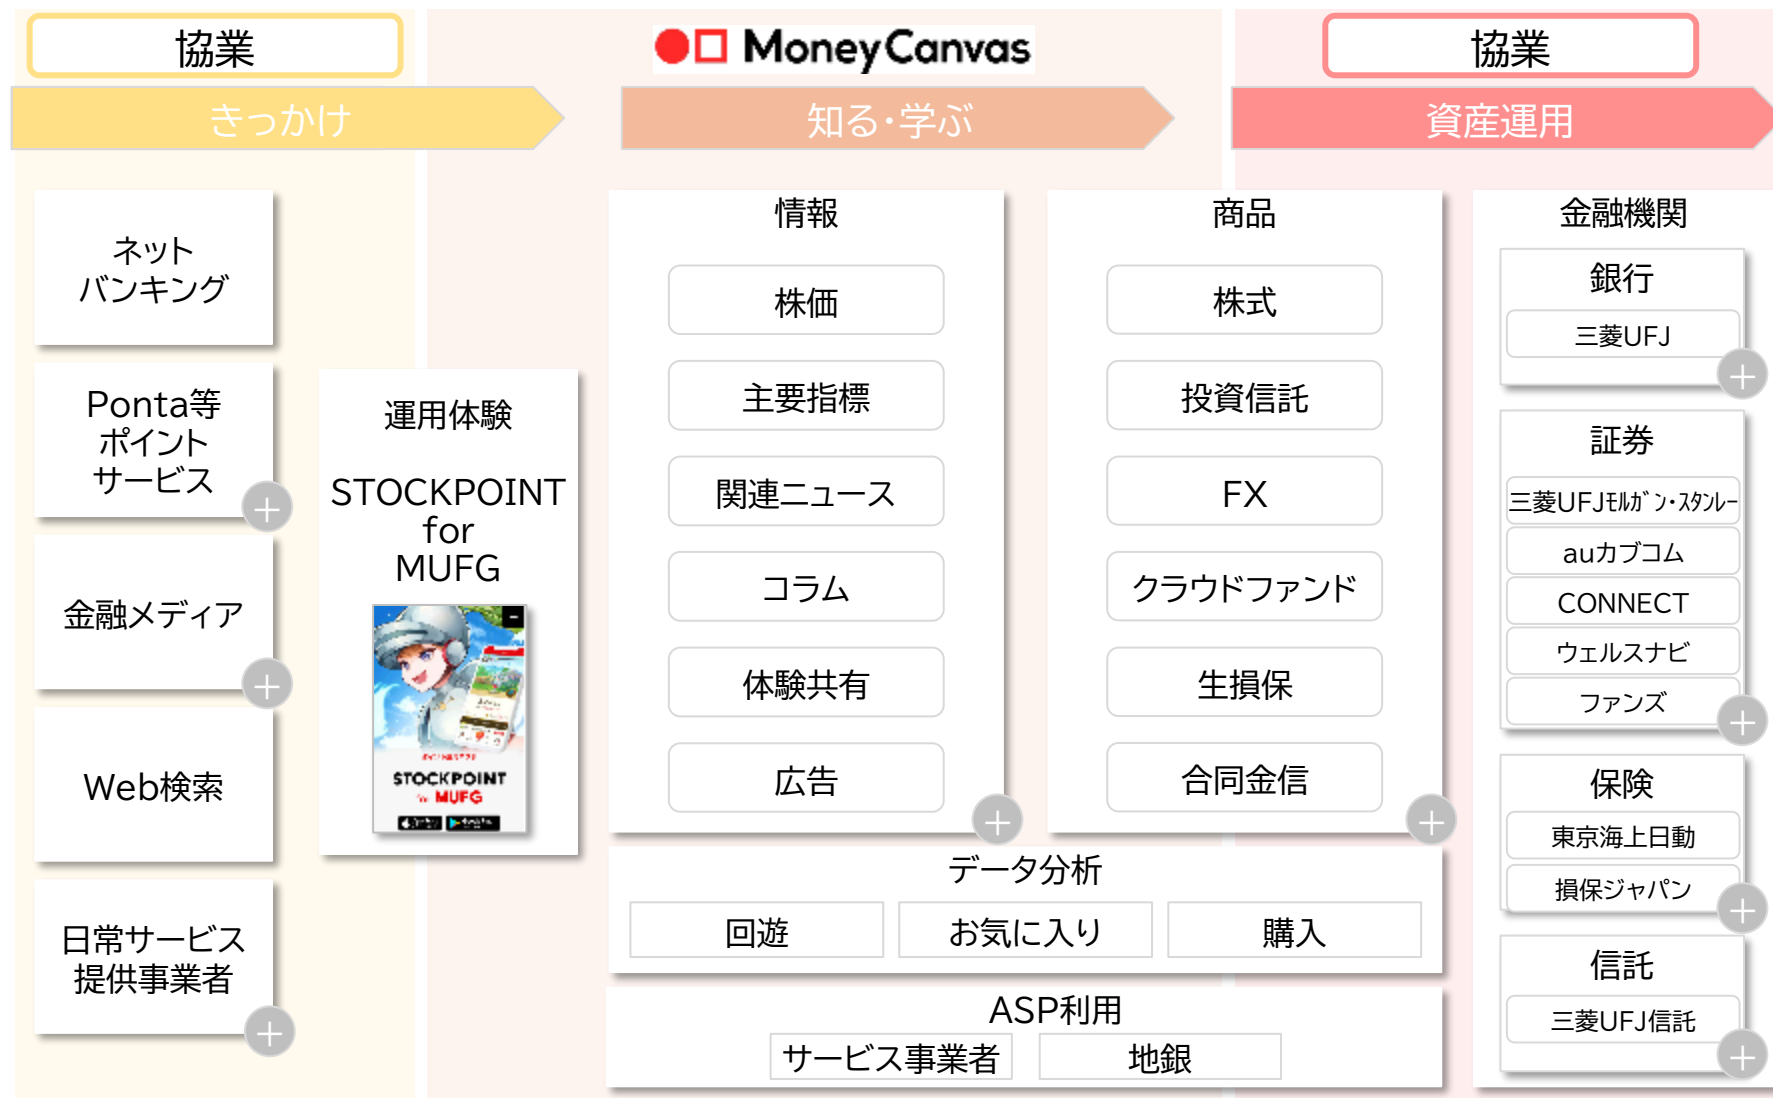 協業
Money Canvas
協業
きっかけ
知る・学ぶ
資産運用
ネット
バンキング
Ponta等
ポイント
サービス
金融メディア
Web検索
日常サービス
提供事業者
運用体験
STOCKPOINT
for
MUFG
STOCKPOINT
for MUFG
情報
株価
主要指標
関連ニュース
コラム
体験共有
広告
商品
株式
投資信託
FX
クラウドファンド
生損保
合同金信
データ分析
回遊
お気に入り
購入
ASP利用
サービス事業者
地銀
金融機関
銀行
三菱UFJ
証券
三菱UFJモルガン・スタンレー
auカブコム
CONNECT
ウェルスナビ
ファンズ
保険
東京海上日動
損保ジャパン
信託
三菱UFJ信託